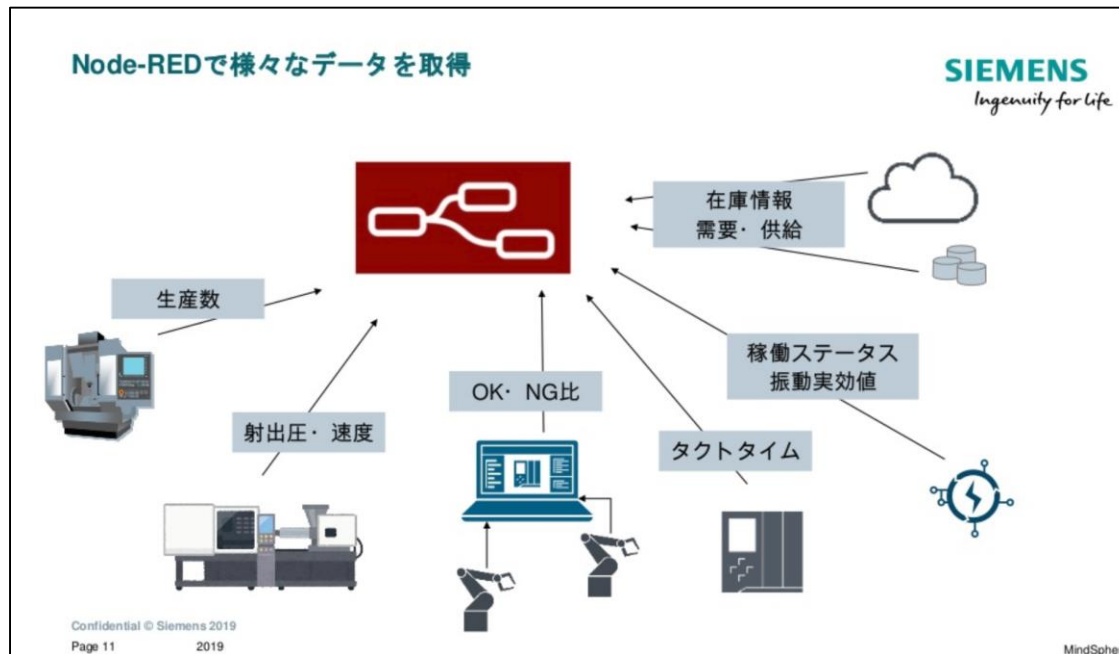 Node-REDで様々なデータを取得
SIEMENS
Ingenuity for life
在庫情報
需要・供給
生産数
稼働ステータス
振動実効値
OK・NG比
射出圧・速度
タクトタイム
Confidential © Siemens 2019
Page 11
2019
MindSphe